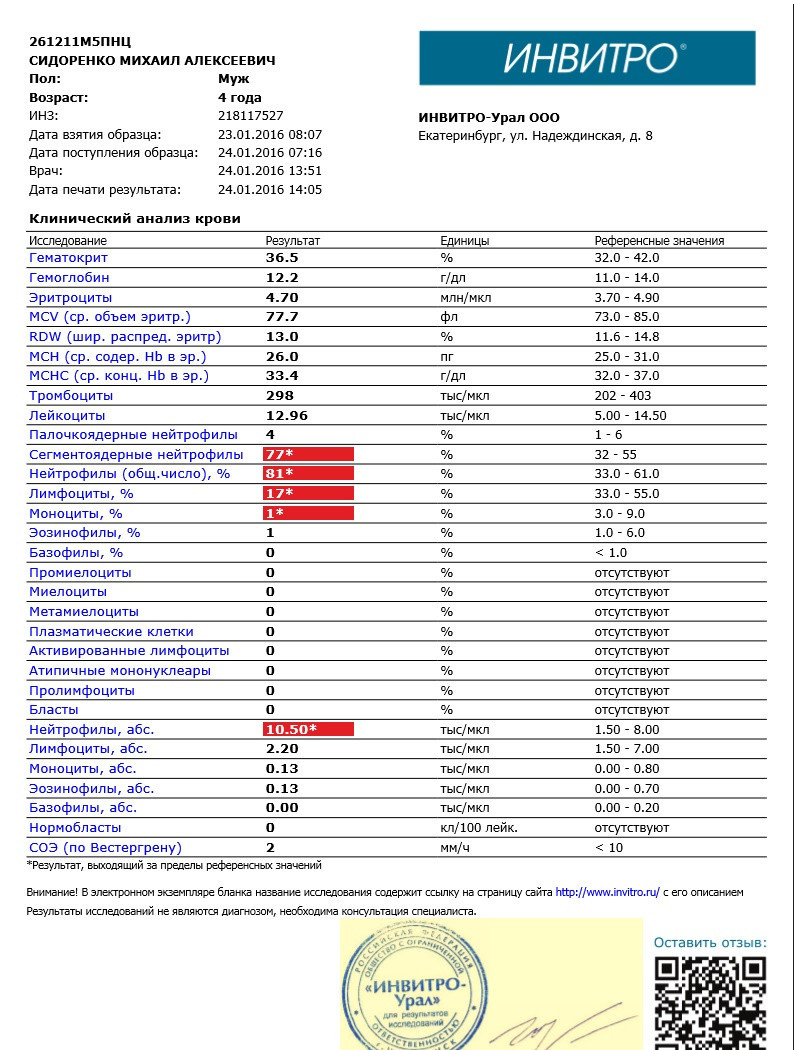 261211М5ПНЦ
СИДОРЕНКО МИХАИЛ АЛЕКСЕЕВИЧ
Пол: Муж
Возраст: 4 года
ИНЗ: 218117527
Дата взятия образца: 23.01.2016 08:07
Дата поступления образца: 24.01.2016 07:16
Врач: 24.01.2016 13:51
Дата печати результата: 24.01.2016 14:05
ИНВИТРО®
ИНВИТРО-Урал ООО
Екатеринбург, ул. Надеждинская, д. 8
Клинический анализ крови
Исследование Результат Единицы Референсные значения
Гематокрит 36.5 % 32.0 - 42.0
Гемоглобин 12.2 г/дл 11.0 - 14.0
Эритроциты 4.70 млн/мкл 3.70 - 4.90
MCV (ср. объем эритр.) 77.7 фл 73.0 - 85.0
RDW (шир. распред. эритр) 13.0 % 11.6 - 14.8
MCH (ср. содер. Hb в эр.) 26.0 пг 25.0 - 31.0
MCHC (ср. конц. Hb в эр.) 33.4 г/дл 32.0 - 37.0
Тромбоциты 298 тыс/мкл 202 - 403
Лейкоциты 12.96 тыс/мкл 5.00 - 14.50
Палочкоядерные нейтрофилы 4 % 1 - 6
Сегментоядерные нейтрофилы 77* % 32 - 55
Нейтрофилы (общ.число), % 81* % 33.0 - 61.0
Лимфоциты, % 17* % 33.0 - 55.0
Моноциты, % 1* % 3.0 - 9.0
Эозинофилы, % 1 % 1.0 - 6.0
Базофилы, % 0 % < 1.0
Промиелоциты 0 % отсутствуют
Миелоциты 0 % отсутствуют
Метамиелоциты 0 % отсутствуют
Плазматические клетки 0 % отсутствуют
Активированные лимфоциты 0 % отсутствуют
Атипичные мононуклеары 0 % отсутствуют
Пролимфоциты 0 % отсутствуют
Бласты 0 % отсутствуют
Нейтрофилы, абс. 10.50* тыс/мкл 1.50 - 8.00
Лимфоциты, абс. 2.20 тыс/мкл 1.50 - 7.00
Моноциты, абс. 0.13 тыс/мкл 0.00 - 0.80
Эозинофилы, абс. 0.13 тыс/мкл 0.00 - 0.70
Базофилы, абс. 0.00 тыс/мкл 0.00 - 0.20
Нормобласты 0 кл/100 лейк. отсутствуют
СОЭ (по Вестергрену) 2 мм/ч < 10
*Результат, выходящий за пределы референсных значений
Внимание! В электронном экземпляре бланка название исследования содержит ссылку на страницу сайта http://www.invitro.ru/ с его описанием
Результаты исследований не являются диагнозом, необходима консультация специалиста.
РОССИЙСКАЯ ФЕДЕРАЦИЯ
ОБЩЕСТВО С ОГРАНИЧЕННОЙ
«ИНВИТРО-
Урал»
для результатов
исследований
ОТВЕТСТВЕННОСТЬЮ
Оставить отзыв: